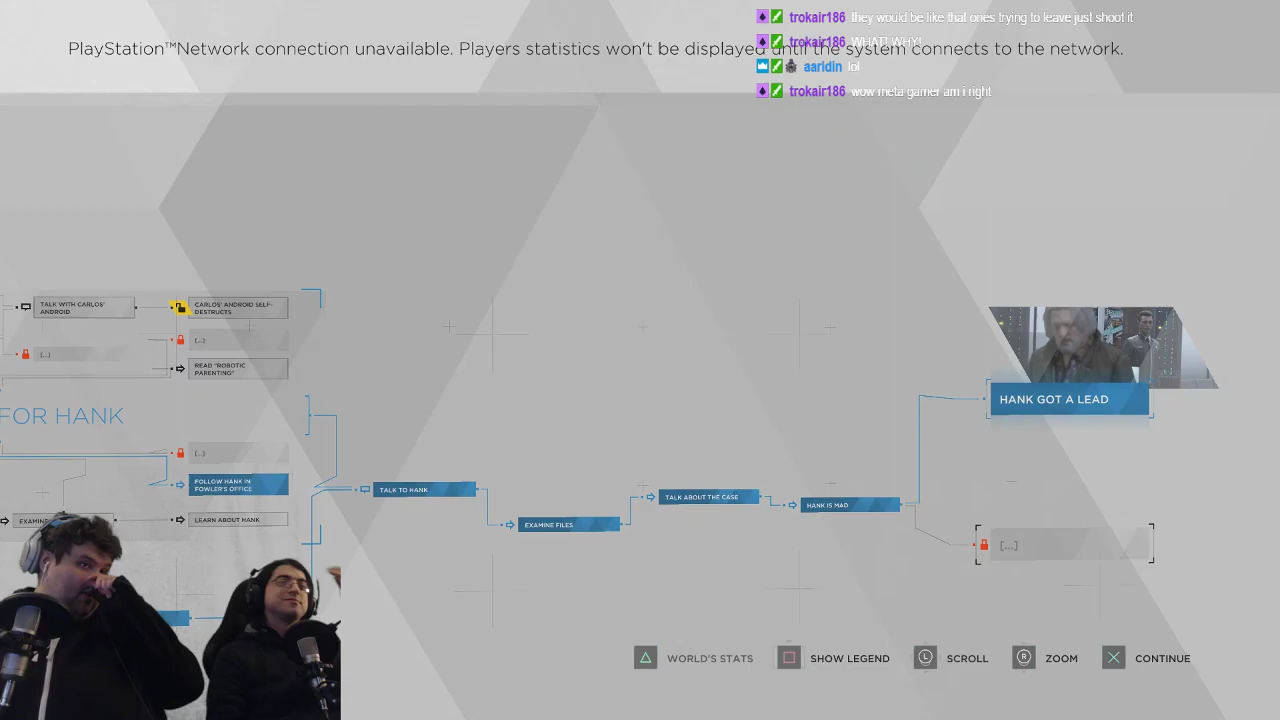 trokair186 they would be like that ones trying to leave just shoot it
PlayStation™Network connection unavailable. Players statistics won't be displayed until the system connects to the network.
trokair186 WHAT! WHY!
aaridin lol
trokair186 wow meta gamer am i right
TALK WITH CARLOS'
ANDROID
CARLOS' ANDROID SELF-
DESTRUCTS
[...]
[...]
READ "ROBOTIC
PARENTING"
HANK GOT A LEAD
FOR HANK
[...]
FOLLOW HANK IN
FOWLER'S OFFICE
TALK TO HANK
TALK ABOUT THE CASE
HANK IS MAD
EXAMINE
LEARN ABOUT HANK
EXAMINE FILES
[...]
WORLD'S STATS
SHOW LEGEND
L SCROLL
R ZOOM
CONTINUE